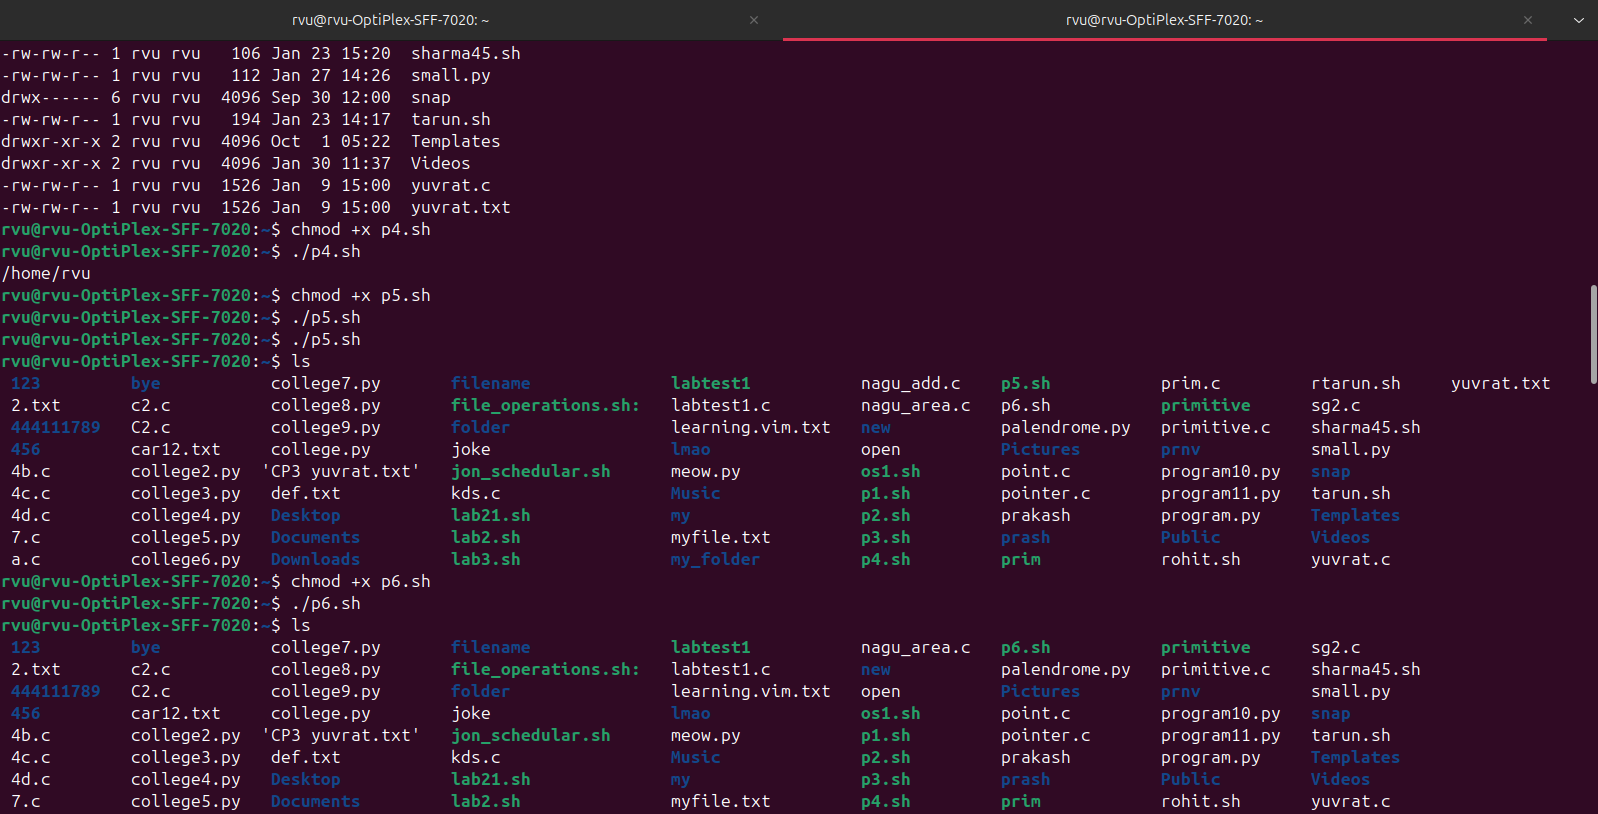 rvu@rvu-OptiPlex-SFF-7020: ~ × rvu@rvu-OptiPlex-SFF-7020: ~ ×
-rw-rw-r-- 1 rvu rvu   106 Jan 23 15:20  sharma45.sh
-rw-rw-r-- 1 rvu rvu   112 Jan 27 14:26  small.py
drwx------ 6 rvu rvu  4096 Sep 30 12:00  snap
-rw-rw-r-- 1 rvu rvu   194 Jan 23 14:17  tarun.sh
drwxr-xr-x 2 rvu rvu  4096 Oct  1 05:22  Templates
drwxr-xr-x 2 rvu rvu  4096 Jan 30 11:37  Videos
-rw-rw-r-- 1 rvu rvu  1526 Jan  9 15:00  yuvrat.c
-rw-rw-r-- 1 rvu rvu  1526 Jan  9 15:00  yuvrat.txt
rvu@rvu-OptiPlex-SFF-7020:~$ chmod +x p4.sh
rvu@rvu-OptiPlex-SFF-7020:~$ ./p4.sh
/home/rvu
rvu@rvu-OptiPlex-SFF-7020:~$ chmod +x p5.sh
rvu@rvu-OptiPlex-SFF-7020:~$ ./p5.sh
rvu@rvu-OptiPlex-SFF-7020:~$ ./p5.sh
rvu@rvu-OptiPlex-SFF-7020:~$ ls
123 bye college7.py filename labtest1 nagu_add.c p5.sh prim.c rtarun.sh yuvrat.txt
2.txt c2.c college8.py file_operations.sh: labtest1.c nagu_area.c p6.sh primitive sg2.c
444111789 C2.c college9.py folder learning.vim.txt new palendrome.py primitive.c sharma45.sh
456 car12.txt college.py joke lmao open Pictures prnv small.py
4b.c college2.py 'CP3 yuvrat.txt' jon_schedular.sh meow.py os1.sh point.c program10.py snap
4c.c college3.py def.txt kds.c Music p1.sh pointer.c program11.py tarun.sh
4d.c college4.py Desktop lab21.sh my p2.sh prakash program.py Templates
7.c college5.py Documents lab2.sh myfile.txt p3.sh prash Public Videos
a.c college6.py Downloads lab3.sh my_folder p4.sh prim rohit.sh yuvrat.c
rvu@rvu-OptiPlex-SFF-7020:~$ chmod +x p6.sh
rvu@rvu-OptiPlex-SFF-7020:~$ ./p6.sh
rvu@rvu-OptiPlex-SFF-7020:~$ ls
123 bye college7.py filename labtest1 nagu_area.c p6.sh primitive sg2.c
2.txt c2.c college8.py file_operations.sh: labtest1.c new palendrome.py primitive.c sharma45.sh
444111789 C2.c college9.py folder learning.vim.txt open Pictures prnv small.py
456 car12.txt college.py joke lmao os1.sh point.c program10.py snap
4b.c college2.py 'CP3 yuvrat.txt' jon_schedular.sh meow.py p1.sh pointer.c program11.py tarun.sh
4c.c college3.py def.txt kds.c Music p2.sh prakash program.py Templates
4d.c college4.py Desktop lab21.sh my p3.sh prash Public Videos
7.c college5.py Documents lab2.sh myfile.txt p4.sh prim rohit.sh yuvrat.c